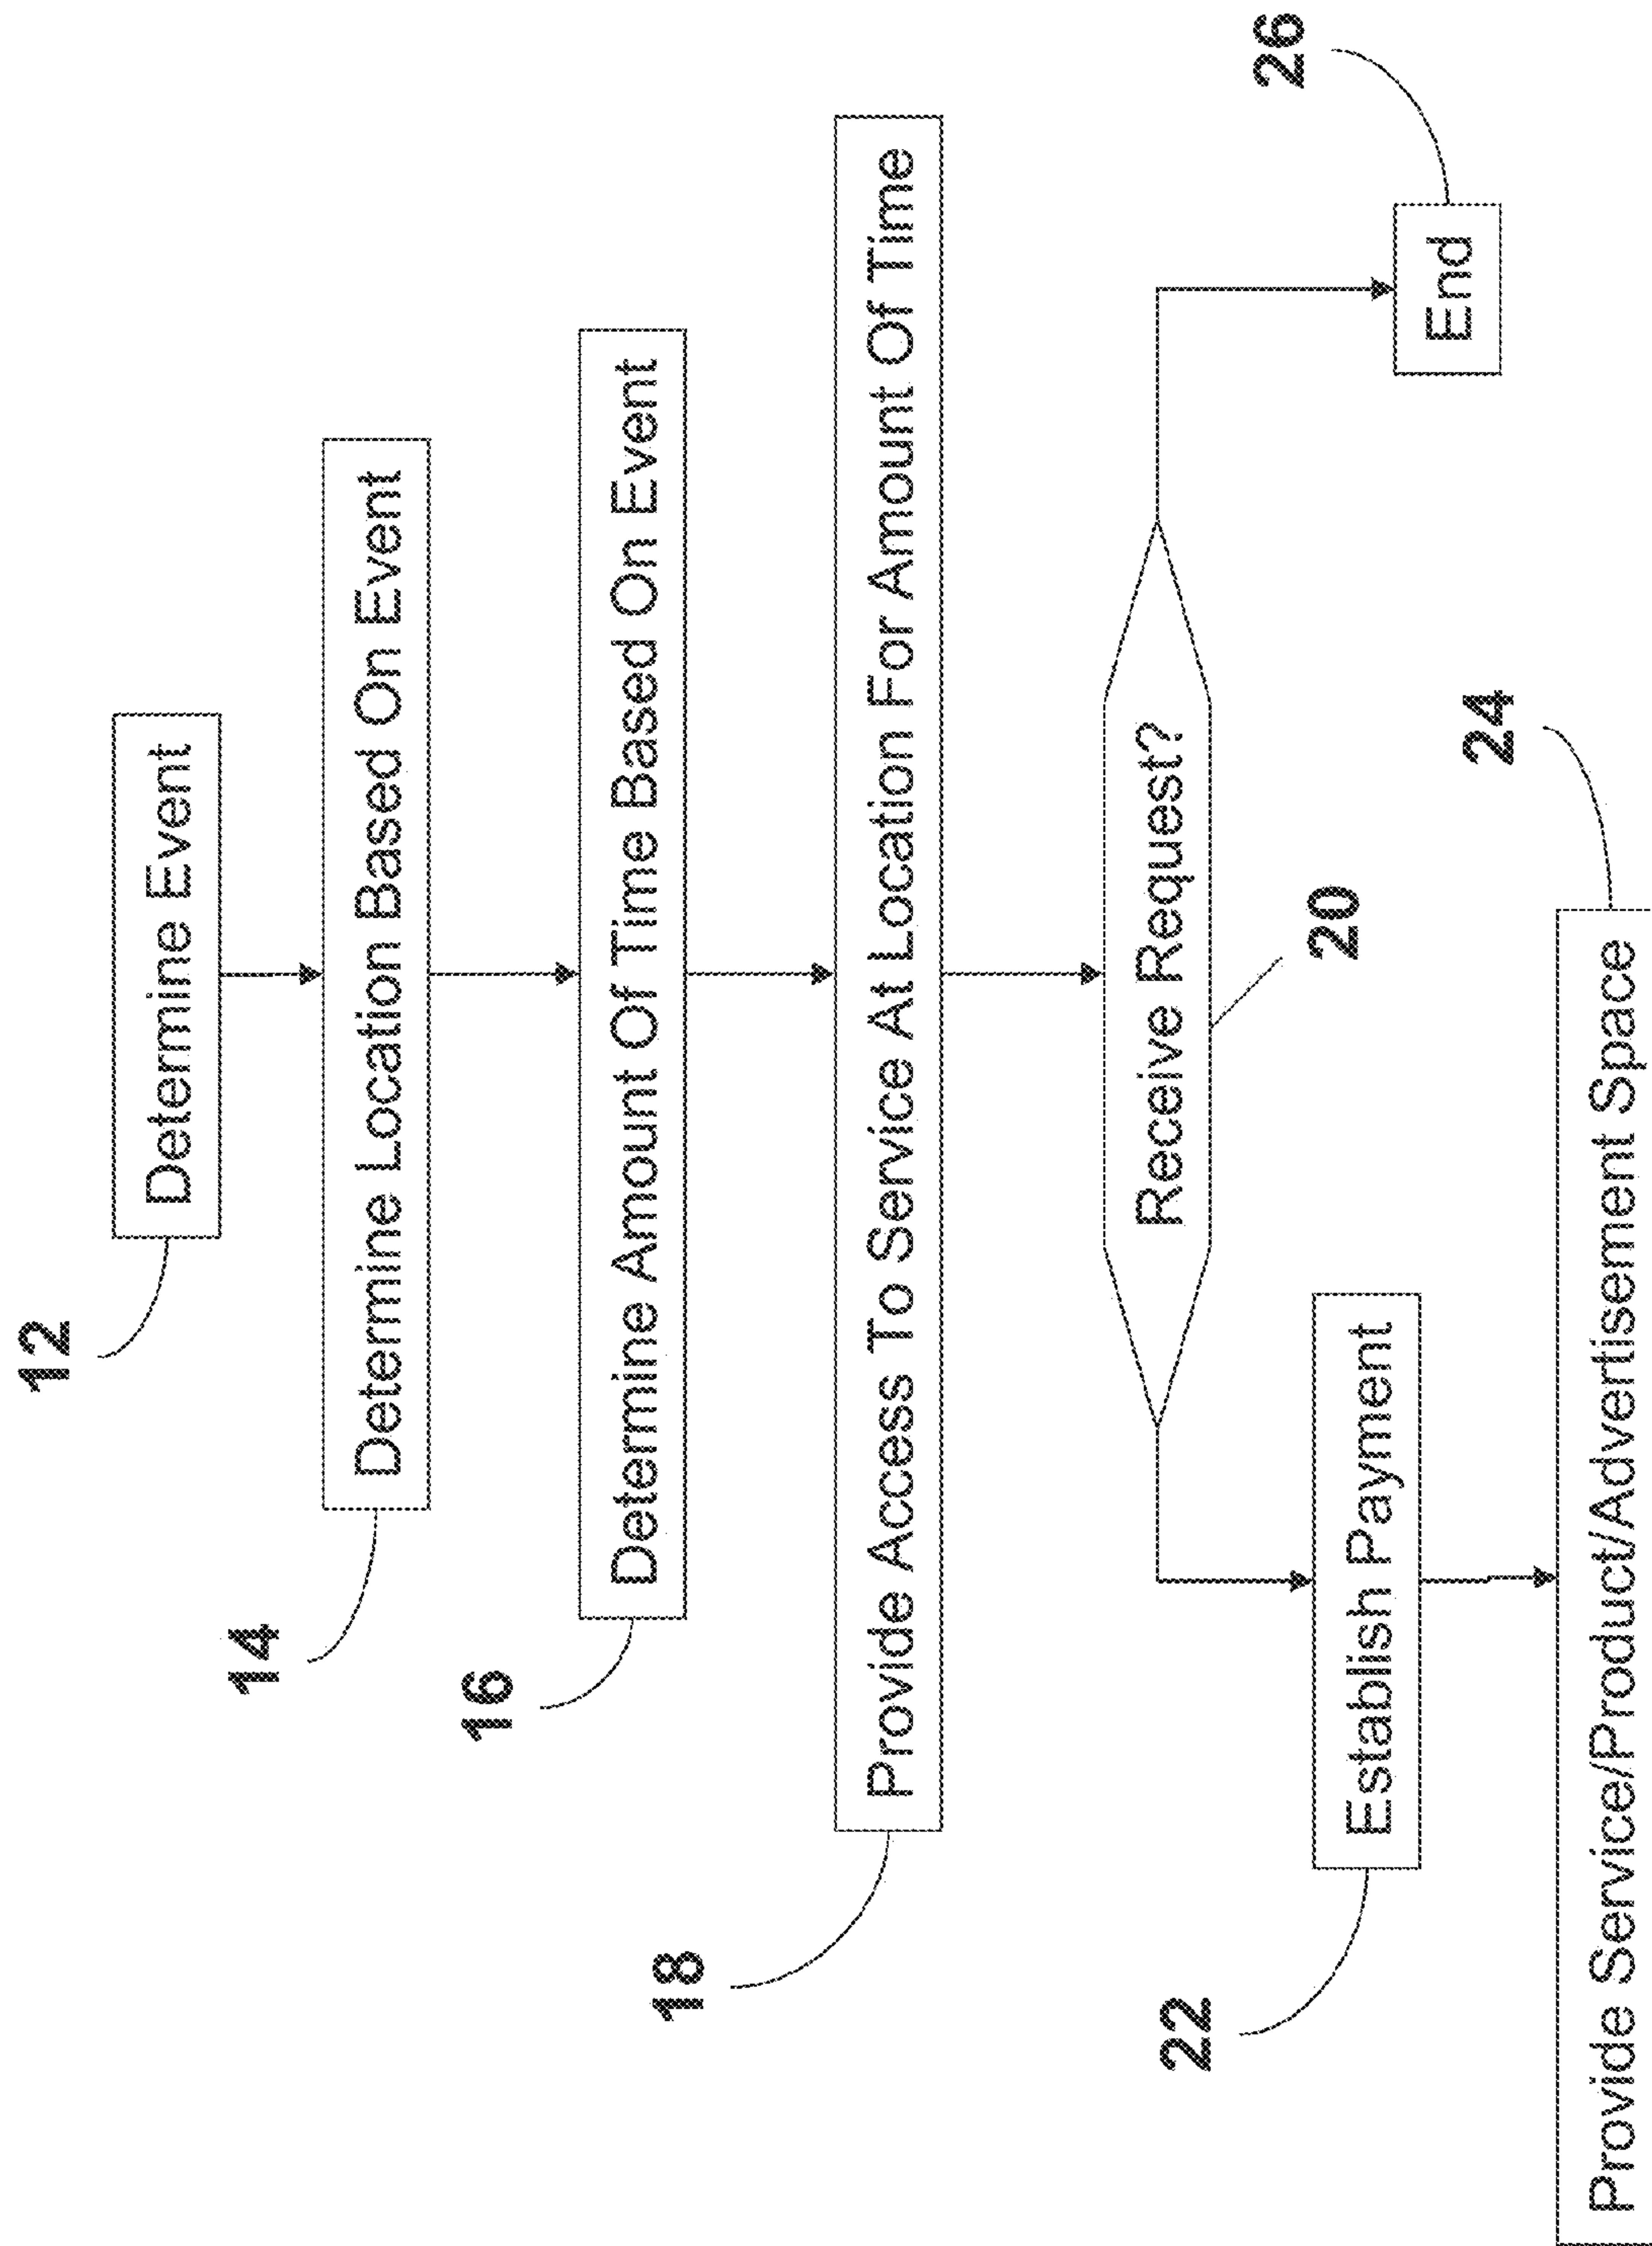 12
Determine Event
14
Determine Location Based On Event
16
Determine Amount Of Time Based On Event
18
Provide Access To Service At Location For Amount Of Time
Receive Request?
20
22
Establish Payment
End
26
24
Provide Service/Product/Advertisement Space